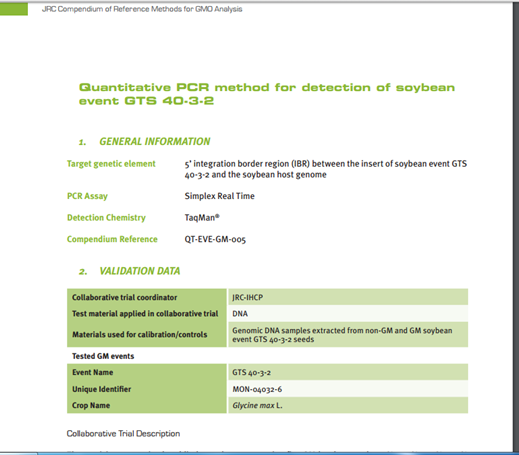 JRC Compendium of Reference Methods for GMO Analysis
Quantitative PCR method for detection of soybean
event GTS 40-3-2
1. GENERAL INFORMATION
Target genetic element 5' integration border region (IBR) between the insert of soybean event GTS
40-3-2 and the soybean host genome
PCR Assay Simplex Real Time
Detection Chemistry TaqMan®
Compendium Reference QT-EVE-GM-005
2. VALIDATION DATA
Collaborative trial coordinator JRC-IHCP
Test material applied in collaborative trial DNA
Materials used for calibration/controls Genomic DNA samples extracted from non-GM and GM soybean
event GTS 40-3-2 seeds
Tested GM events
Event Name GTS 40-3-2
Unique Identifier MON-04032-6
Crop Name Glycine max L.
Collaborative Trial Description